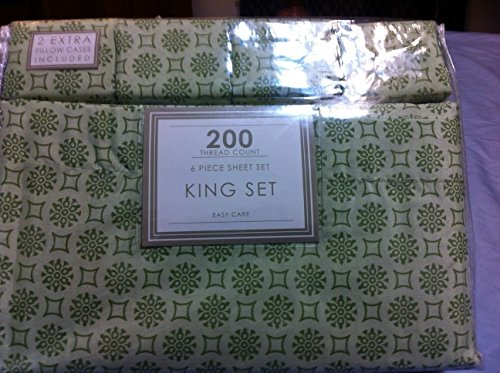 2 EXTRA
PILLOW CASES
INCLUDED
200
THREAD COUNT
6 PIECE SHEET SET
KING SET
EASY CARE